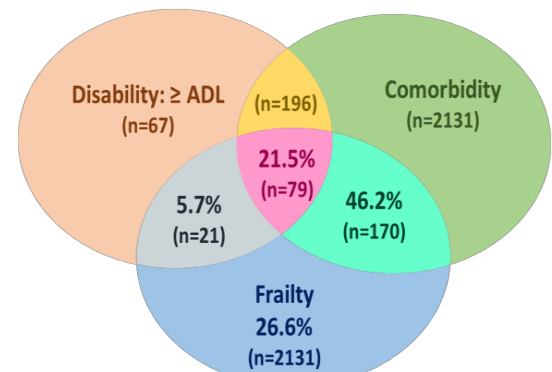 Disability: ≥ ADL
(n=67)
(n=196)
Comorbidity
(n=2131)
21.5%
(n=79)
5.7%
(n=21)
46.2%
(n=170)
Frailty
26.6%
(n=2131)